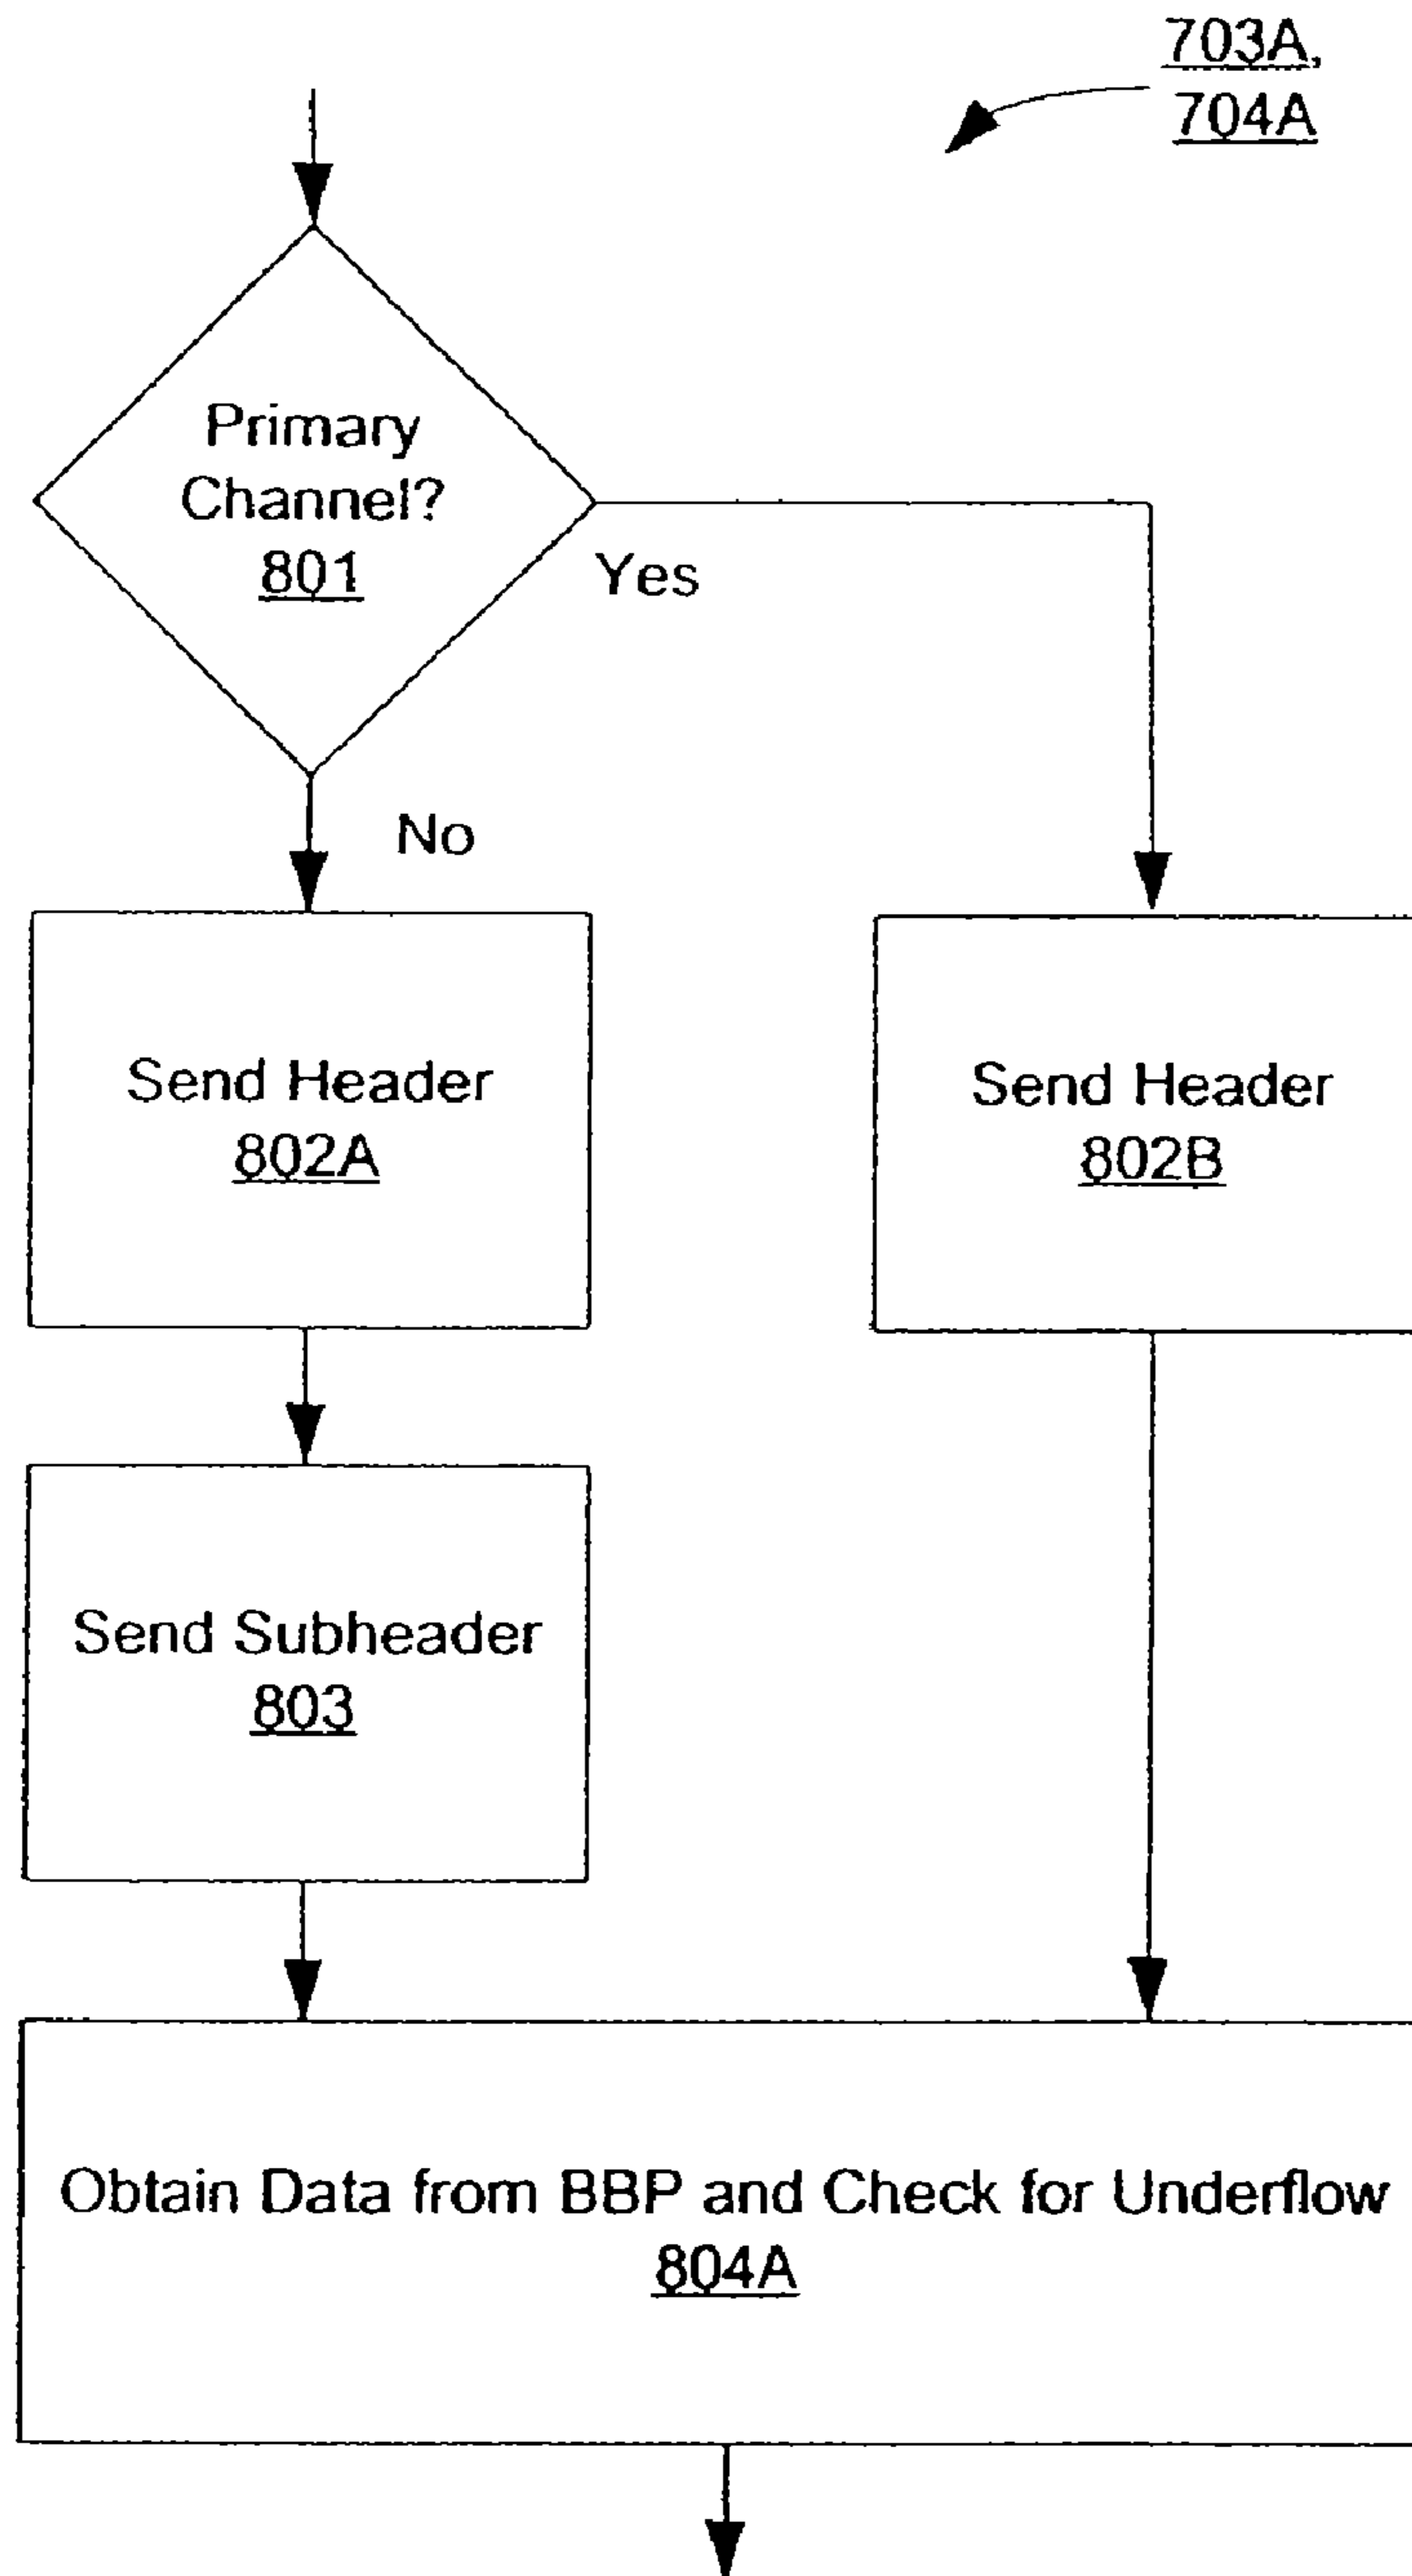 703A,
704A
Primary
Channel?
801
Yes
No
Send Header
802A
Send Header
802B
Send Subheader
803
Obtain Data from BBP and Check for Underflow
804A